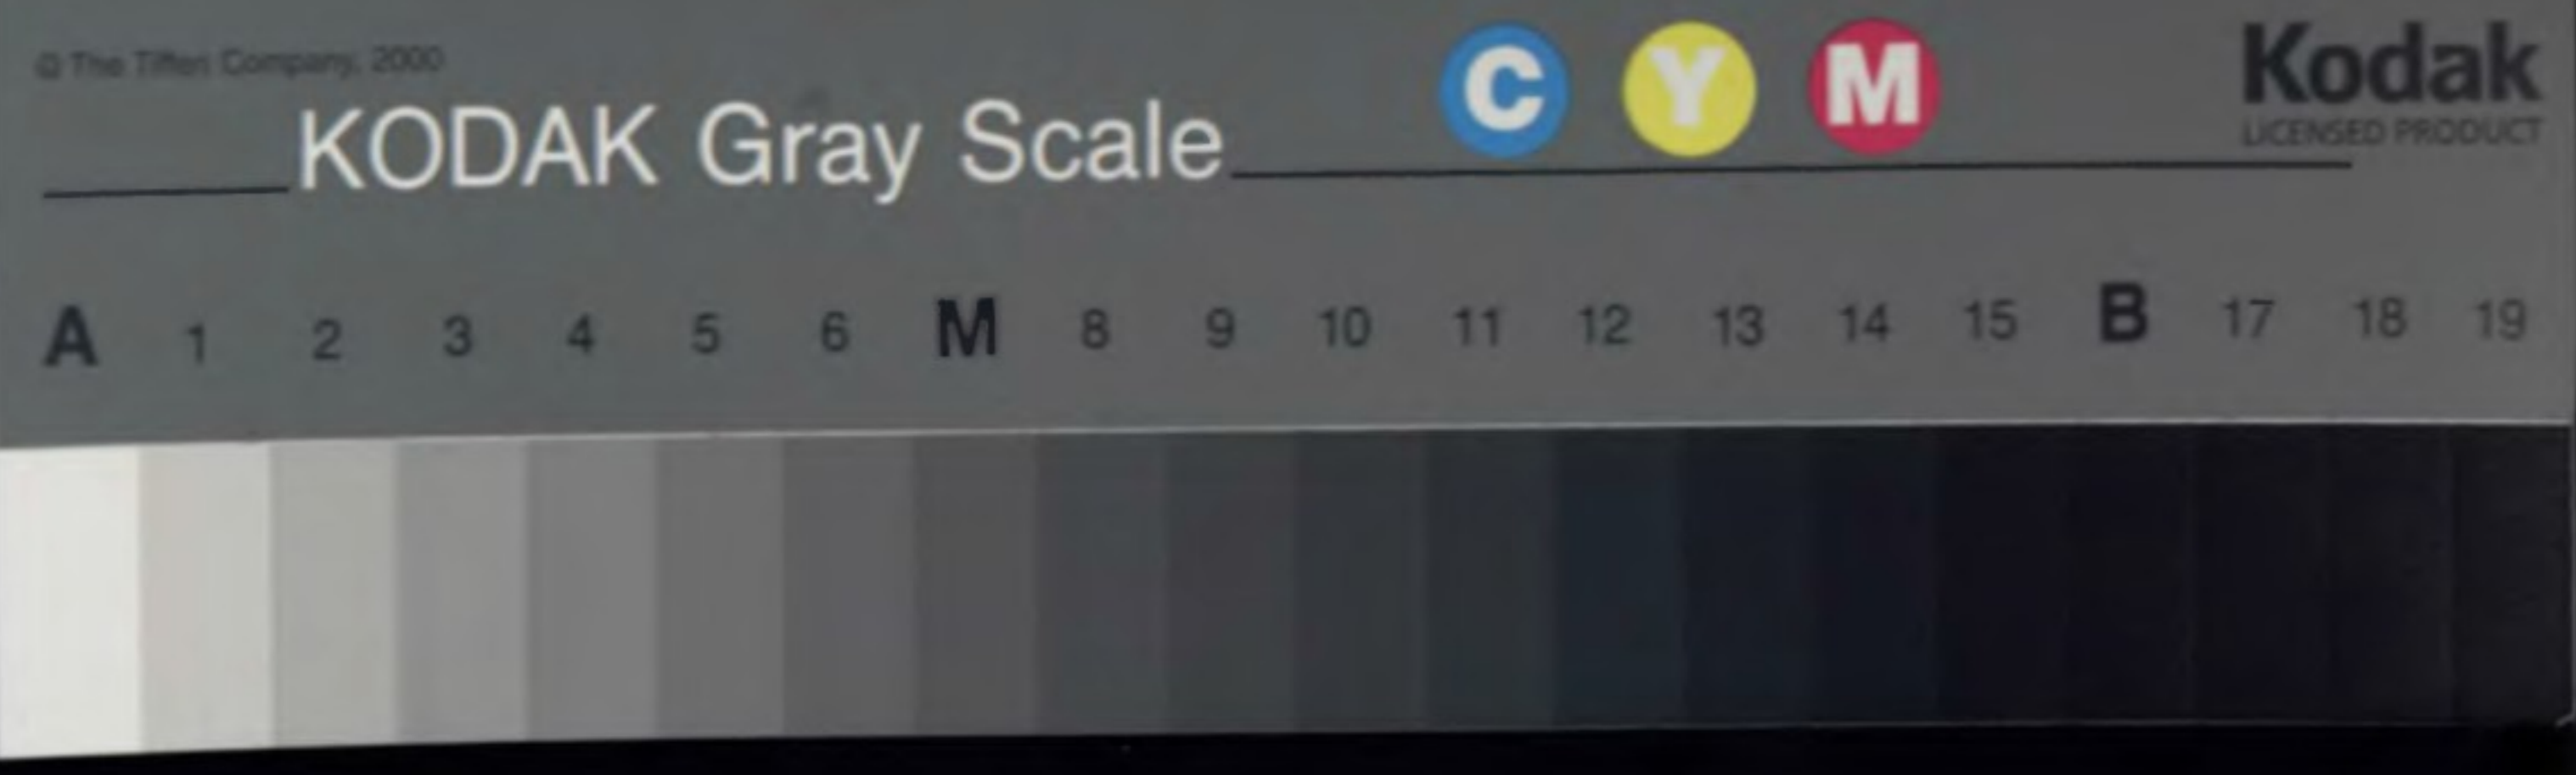 © The Tiffen Company, 2000
KODAK Gray Scale
C Y M
Kodak
LICENSED PRODUCT
A 1 2 3 4 5 6 M 8 9 10 11 12 13 14 15 B 17 18 19